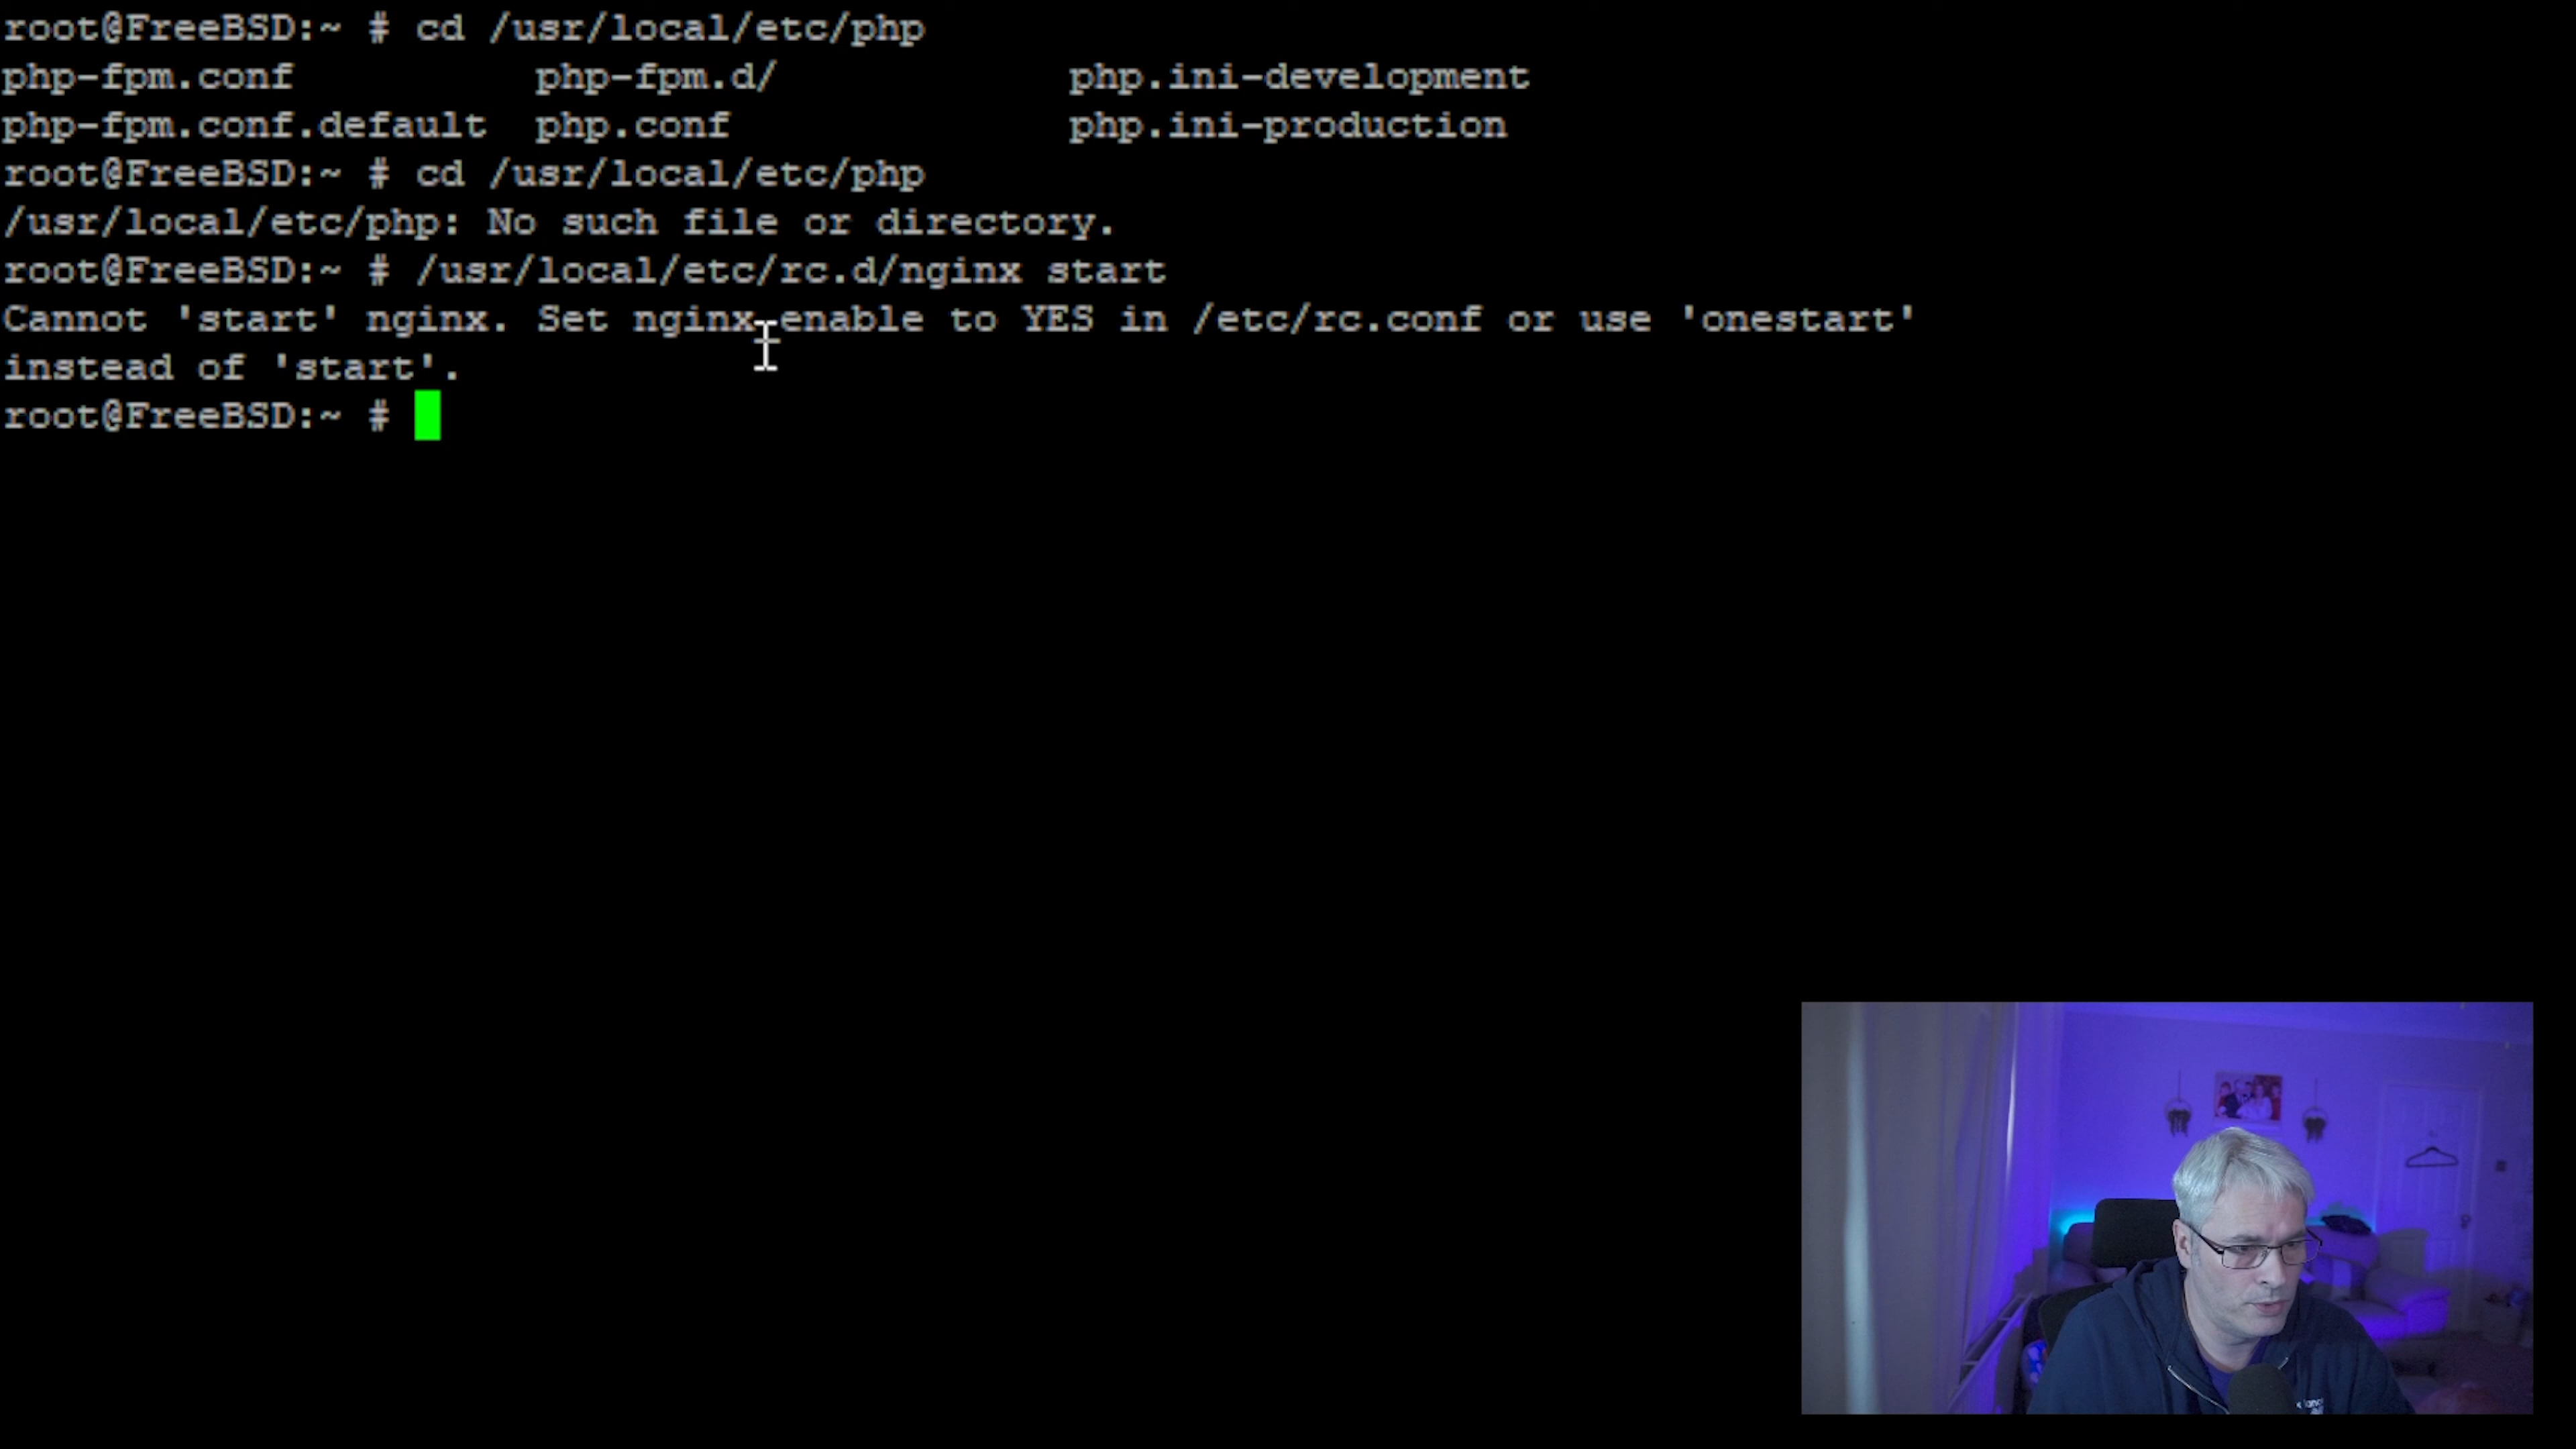 root@FreeBSD:~ # cd /usr/local/etc/php
php-fpm.conf php-fpm.d/ php.ini-development
php-fpm.conf.default php.conf php.ini-production
root@FreeBSD:~ # cd /usr/local/etc/php
/usr/local/etc/php: No such file or directory.
root@FreeBSD:~ # /usr/local/etc/rc.d/nginx start
Cannot 'start' nginx. Set nginx_enable to YES in /etc/rc.conf or use 'onestart'
instead of 'start'.
root@FreeBSD:~ #